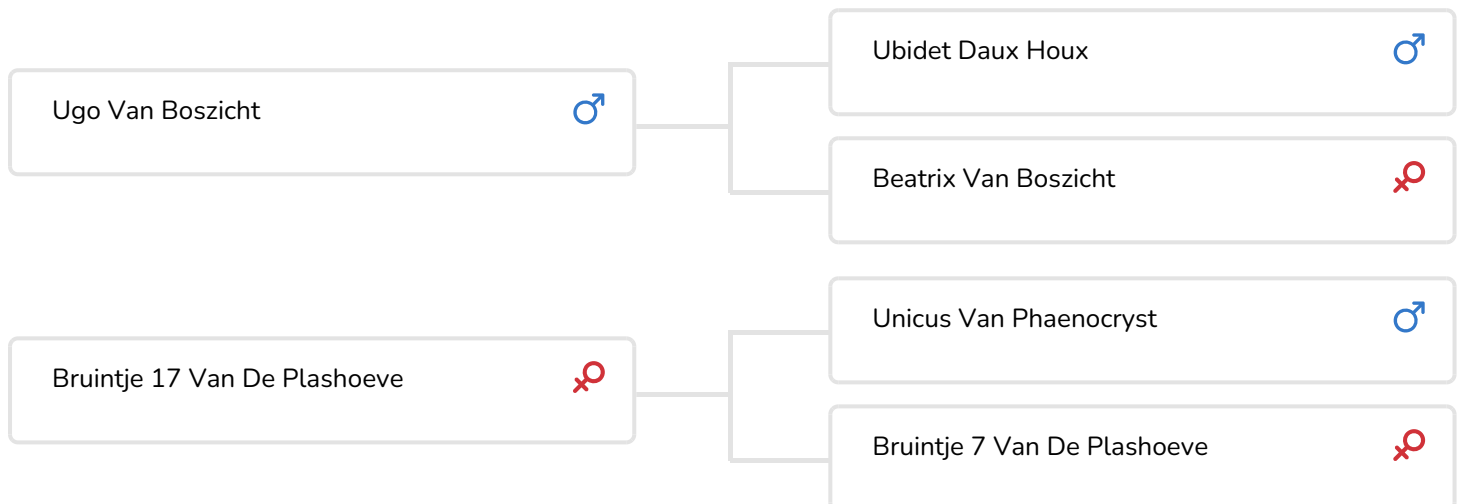 Ubidet Daux Houx
Ugo Van Boszicht
Beatrix Van Boszicht
Unicus Van Phaenocryst
Bruintje 17 Van De Plashoeve
Bruintje 7 Van De Plashoeve